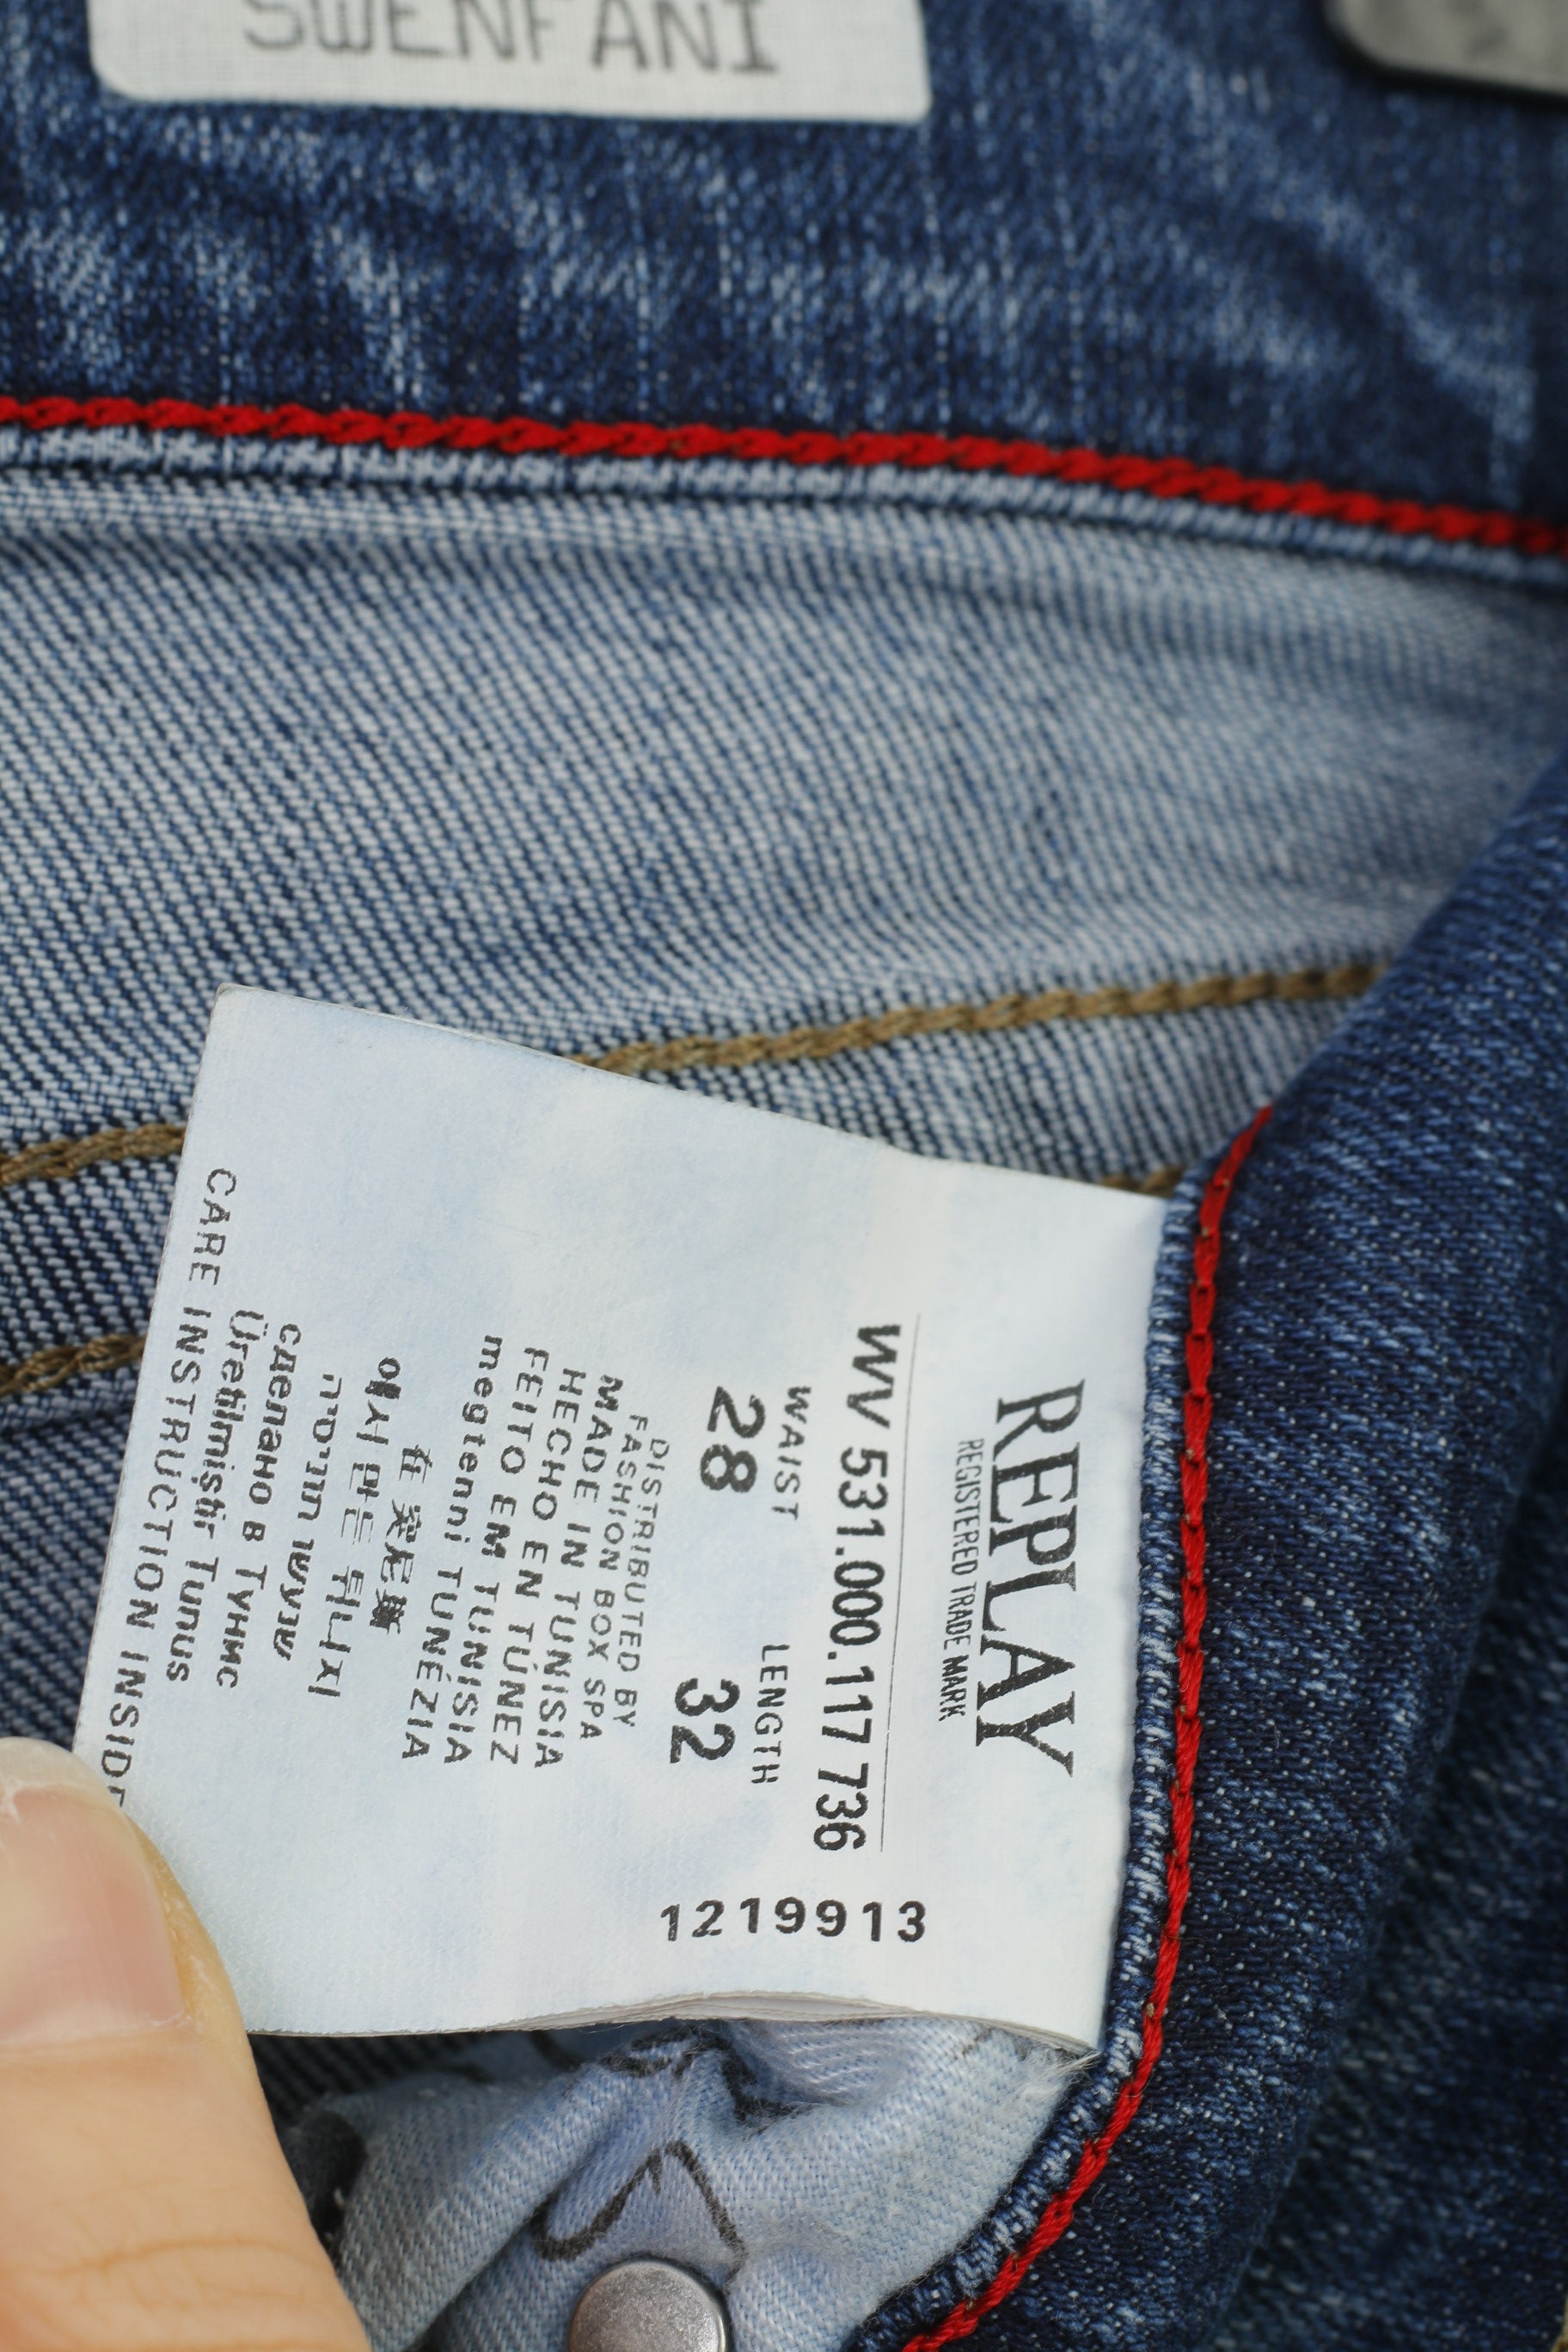 SWENFANI
REPLAY
REGISTERED TRADE MARK
WV 531.000.117 736
WAIST LENGTH
28 32
DISTRIBUTED BY
FASHION BOX SPA
MADE IN TUNISIA
HECHO EN TÚNEZ
FEITO EM TUNISIA
megtenni TUNÉZIA
在 突尼斯
에서 만든 튀니지
תוניסיה
сделано в Тунис
Üretilmiştir Tunus
CARE INSTRUCTION INSIDE
1219913